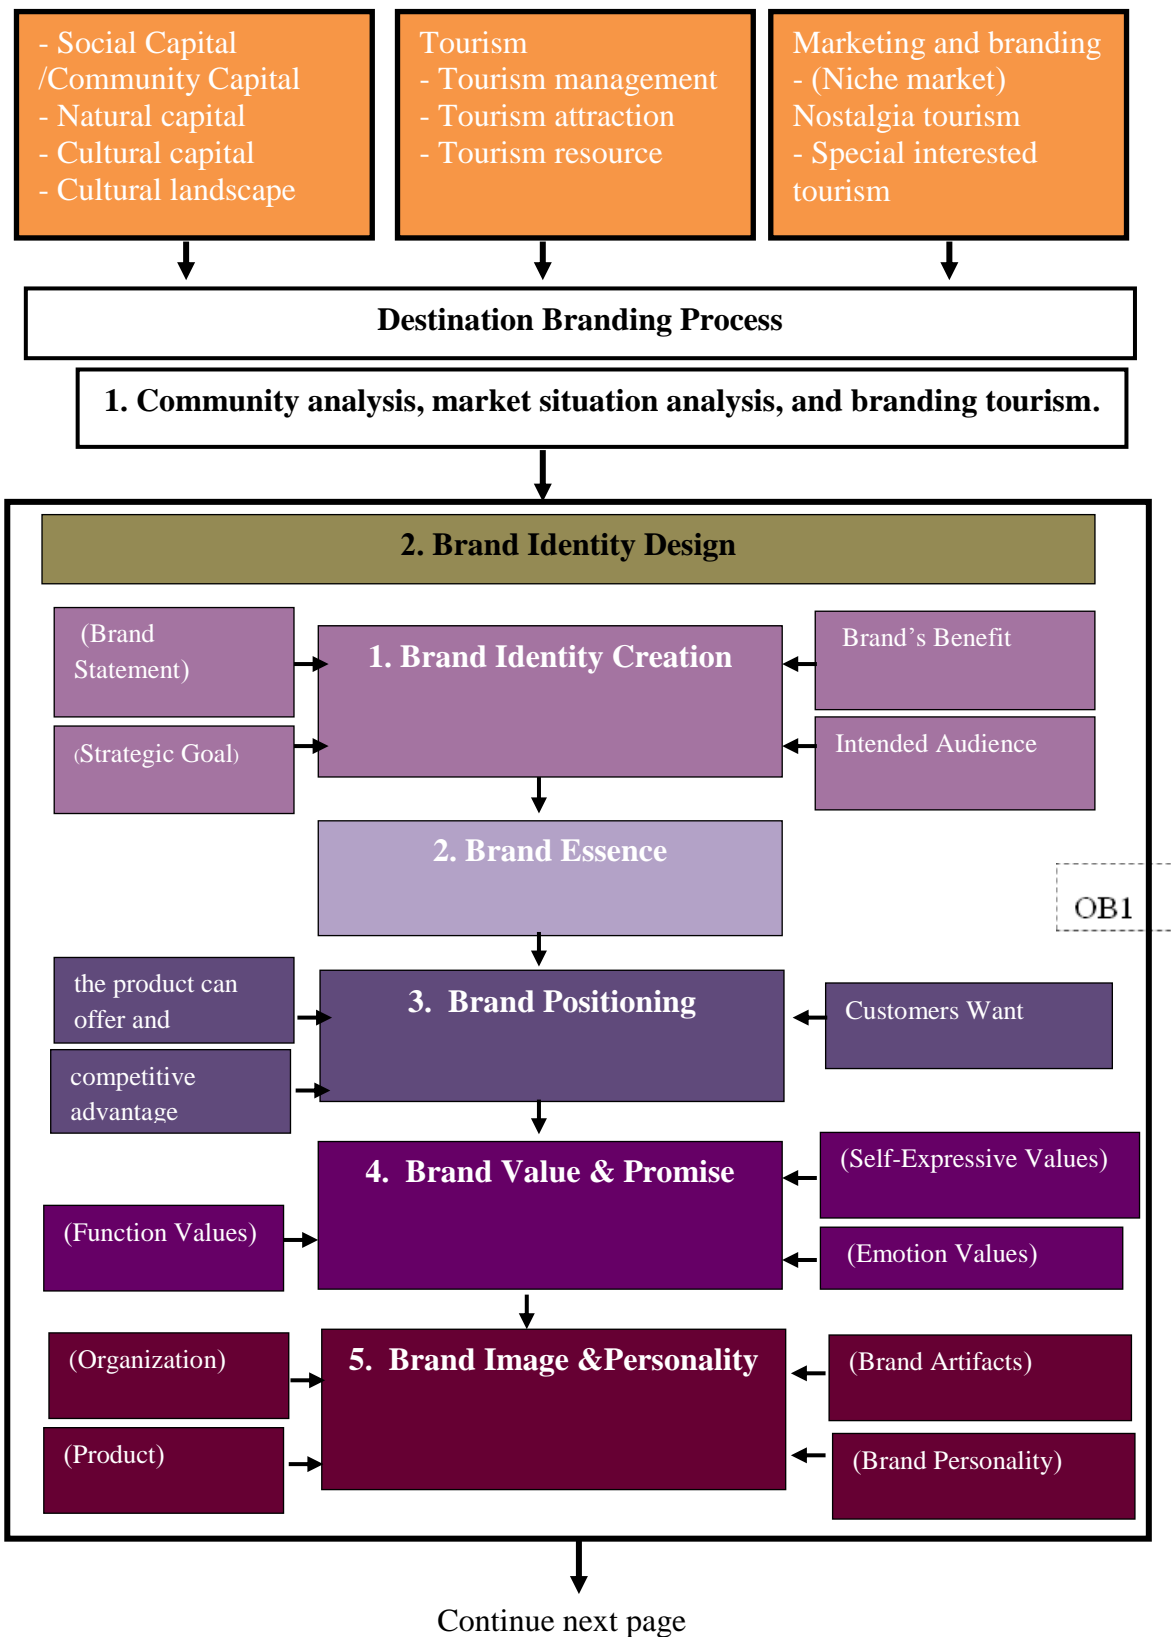 - Social Capital
/Community Capital
- Natural capital
- Cultural capital
- Cultural landscape
Tourism
- Tourism management
- Tourism attraction
- Tourism resource
Marketing and branding
- (Niche market)
Nostalgia tourism
- Special interested
tourism
Destination Branding Process
1. Community analysis, market situation analysis, and branding tourism.
2. Brand Identity Design
(Brand
Statement)
(Strategic Goal)
1. Brand Identity Creation
Brand’s Benefit
Intended Audience
2. Brand Essence
OB1
the product can
offer and
competitive
advantage
3. Brand Positioning
Customers Want
4. Brand Value & Promise
(Self-Expressive Values)
(Function Values)
(Emotion Values)
(Organization)
(Product)
5. Brand Image &Personality
(Brand Artifacts)
(Brand Personality)
Continue next page